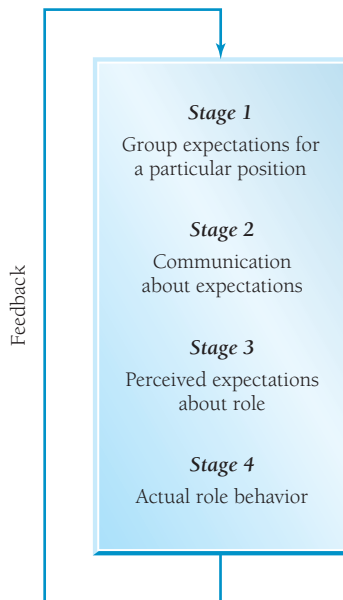 Feedback
Stage 1
Group expectations for
a particular position
Stage 2
Communication
about expectations
Stage 3
Perceived expectations
about role
Stage 4
Actual role behavior